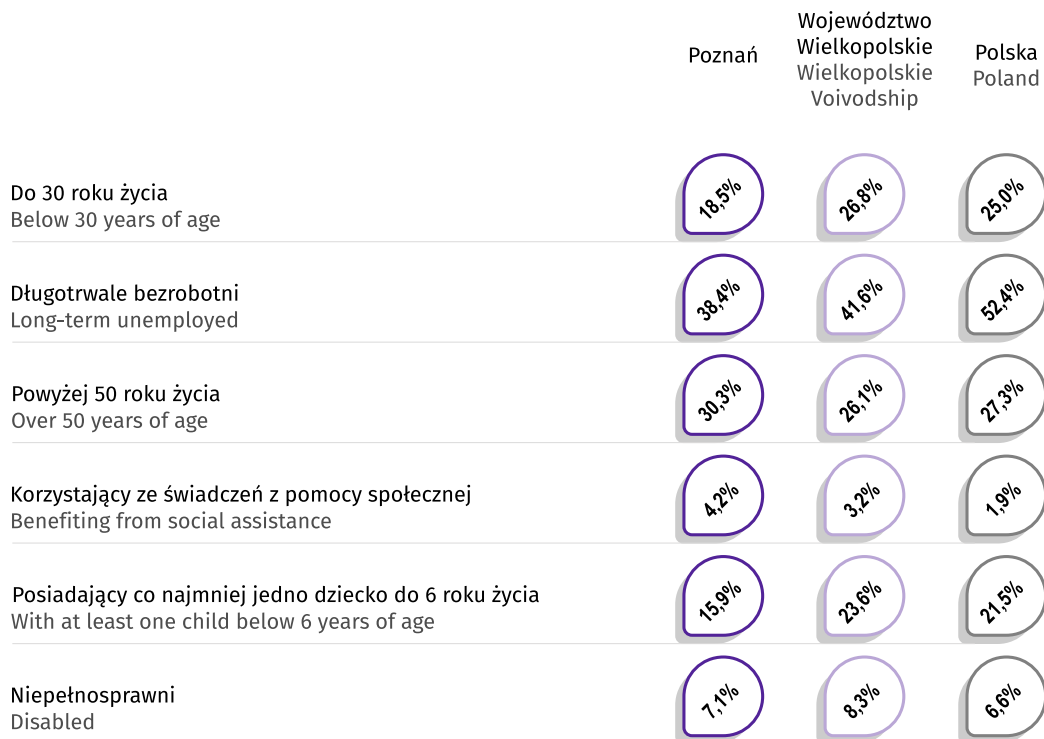 Poznań
Województwo
Wielkopolskie
Wielkopolskie
Voivodship
Polska
Poland
Do 30 roku życia
Below 30 years of age
18,5%
26,8%
25,0%
Długotrwale bezrobotni
Long-term unemployed
38,4%
41,6%
52,4%
Powyżej 50 roku życia
Over 50 years of age
30,3%
26,1%
27,3%
Korzystający ze świadczeń z pomocy społecznej
Benefiting from social assistance
4,2%
3,2%
1,9%
Posiadający co najmniej jedno dziecko do 6 roku życia
With at least one child below 6 years of age
15,9%
23,6%
21,5%
Niepełnosprawni
Disabled
7,1%
8,3%
6,6%